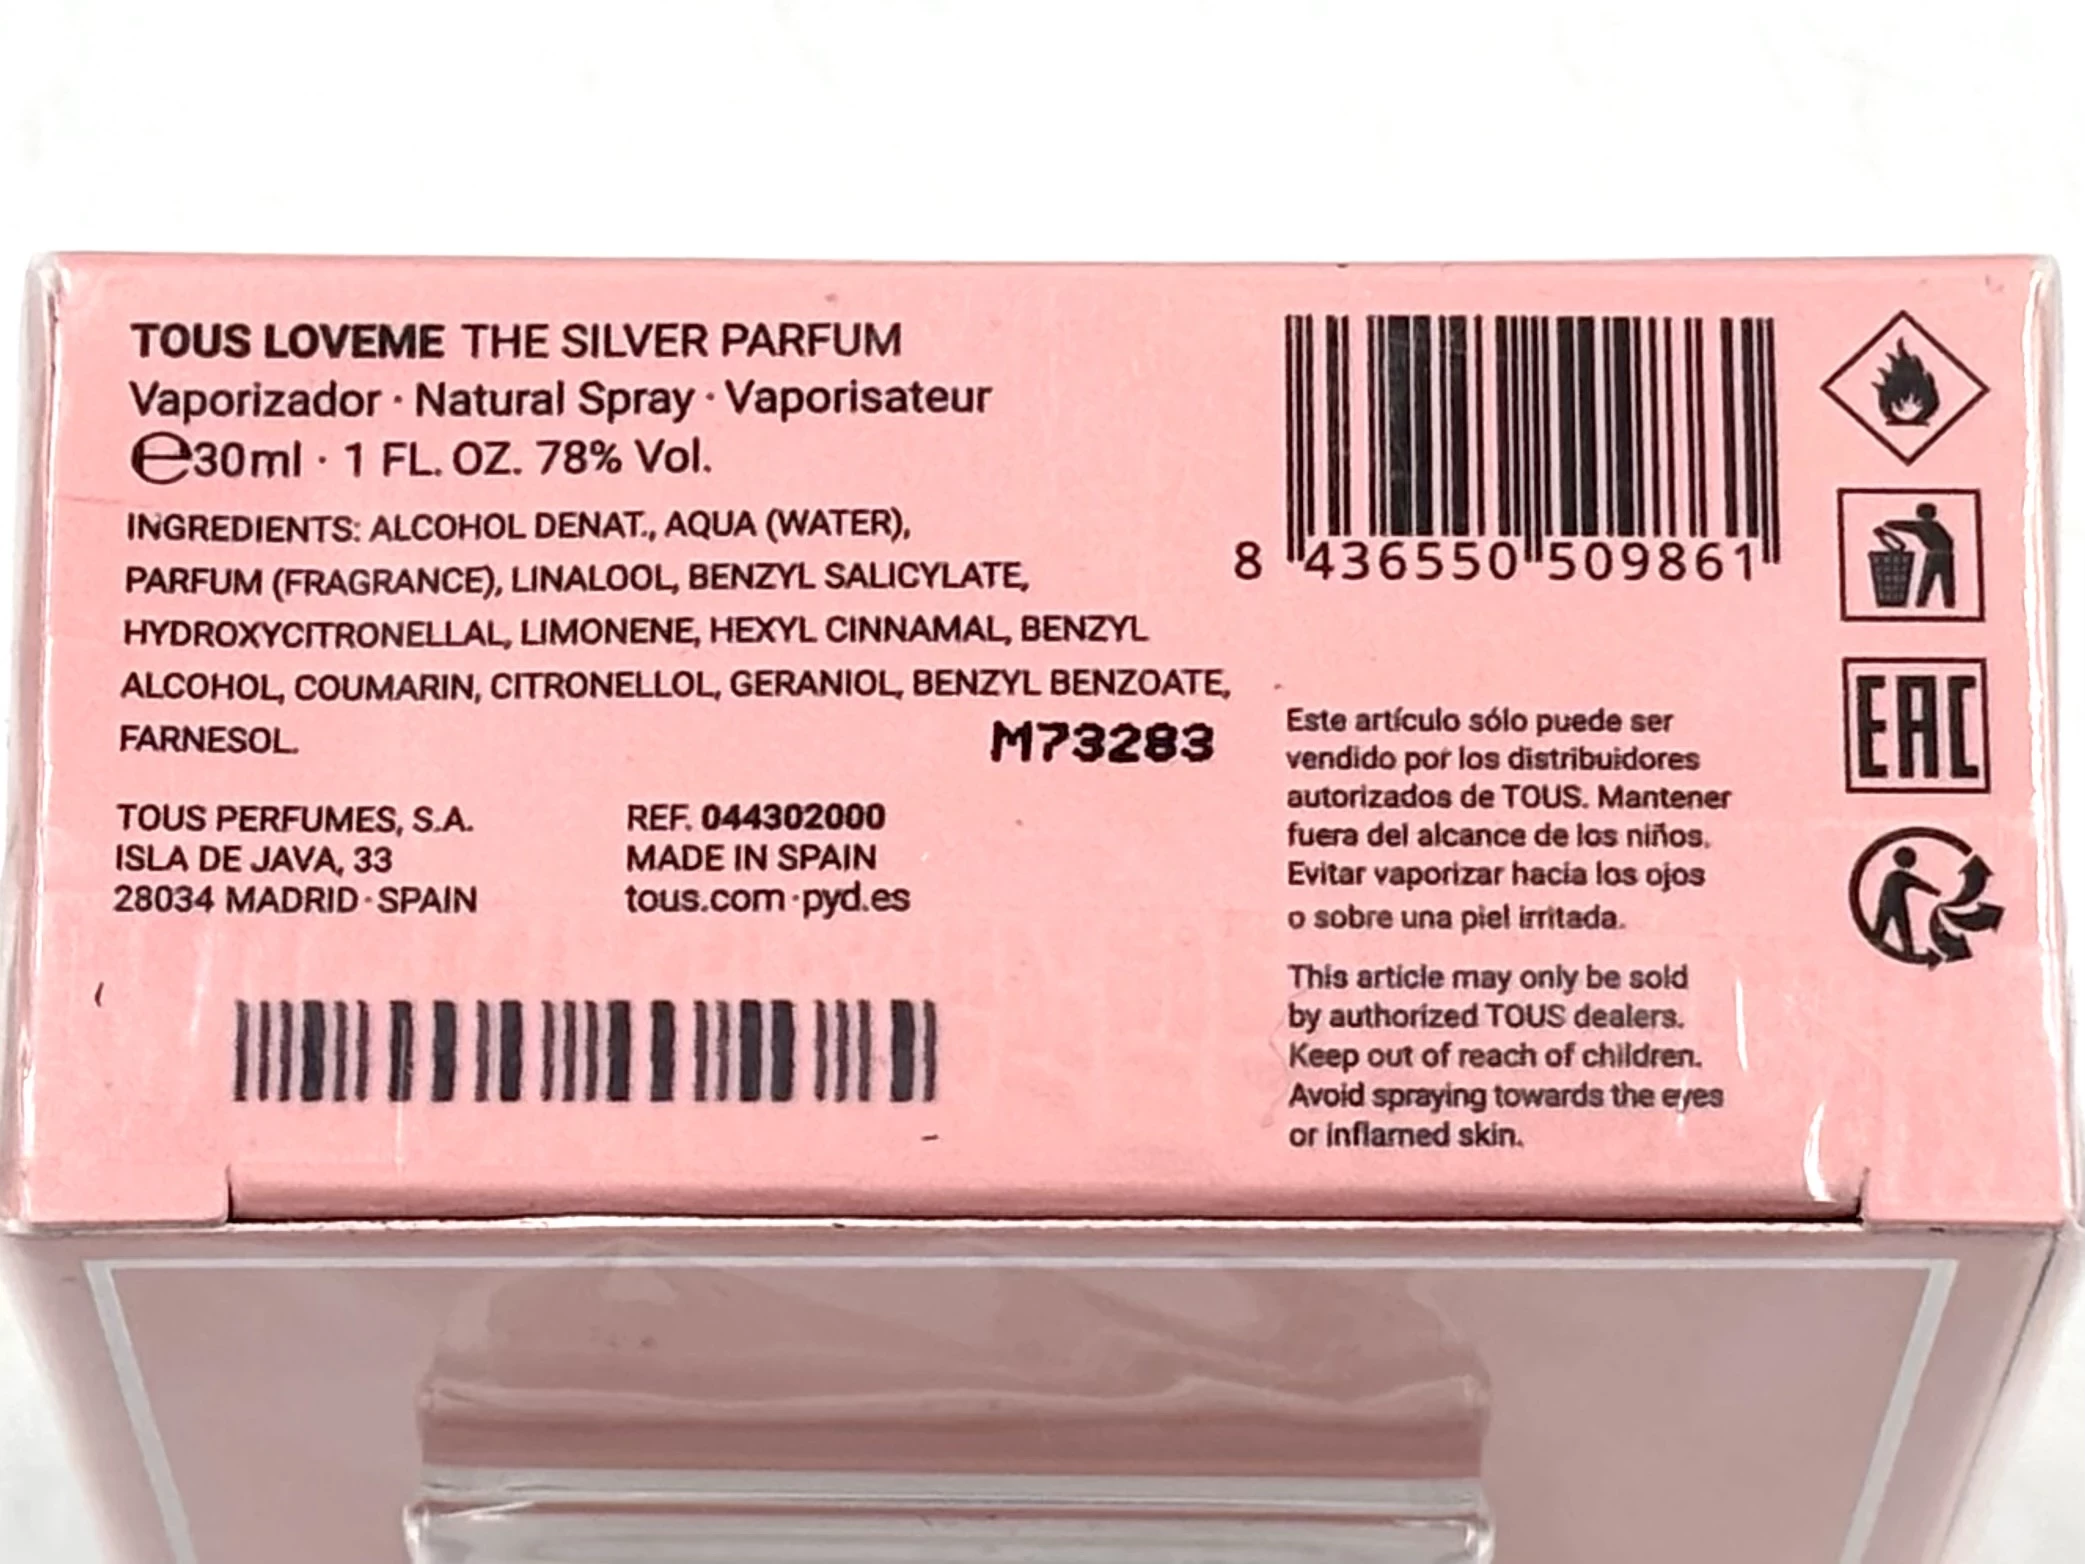 TOUS LOVEME THE SILVER PARFUM
Vaporizador · Natural Spray · Vaporisateur
℮30ml · 1 FL. OZ. 78% Vol.
INGREDIENTS: ALCOHOL DENAT., AQUA (WATER),
PARFUM (FRAGRANCE), LINALOOL, BENZYL SALICYLATE,
HYDROXYCITRONELLAL, LIMONENE, HEXYL CINNAMAL, BENZYL
ALCOHOL, COUMARIN, CITRONELLOL, GERANIOL, BENZYL BENZOATE,
FARNESOL.
M73283
TOUS PERFUMES, S.A.
ISLA DE JAVA, 33
28034 MADRID · SPAIN
REF. 044302000
MADE IN SPAIN
tous.com · pyd.es
8 436550 509861
Este artículo sólo puede ser
vendido por los distribuidores
autorizados de TOUS. Mantener
fuera del alcance de los niños.
Evitar vaporizar hacia los ojos
o sobre una piel irritada.
This article may only be sold
by authorized TOUS dealers.
Keep out of reach of children.
Avoid spraying towards the eyes
or inflamed skin.
EAC